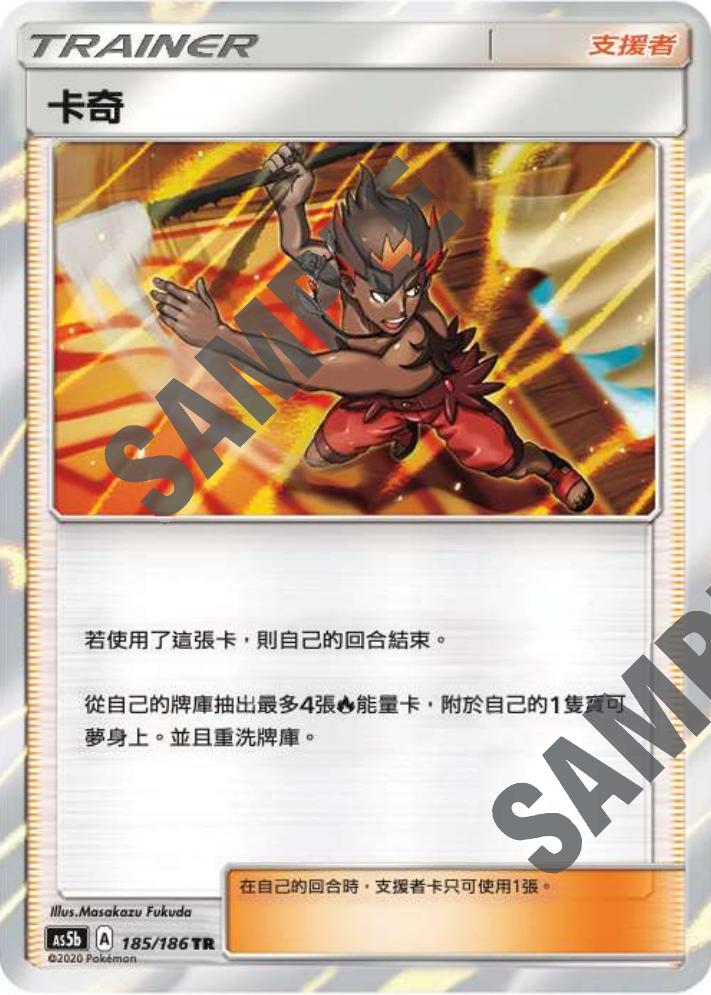 TRAINER
支援者
卡奇
SAMPLE
若使用了這張卡，則自己的回合結束。
從自己的牌庫抽出最多4張🔥能量卡，附於自己的1隻寶可
夢身上。並且重洗牌庫。
SAMP
在自己的回合時，支援者卡只可使用1張。
Illus.Masakazu Fukuda
AS5b A 185/186 TR
©2020 Pokémon